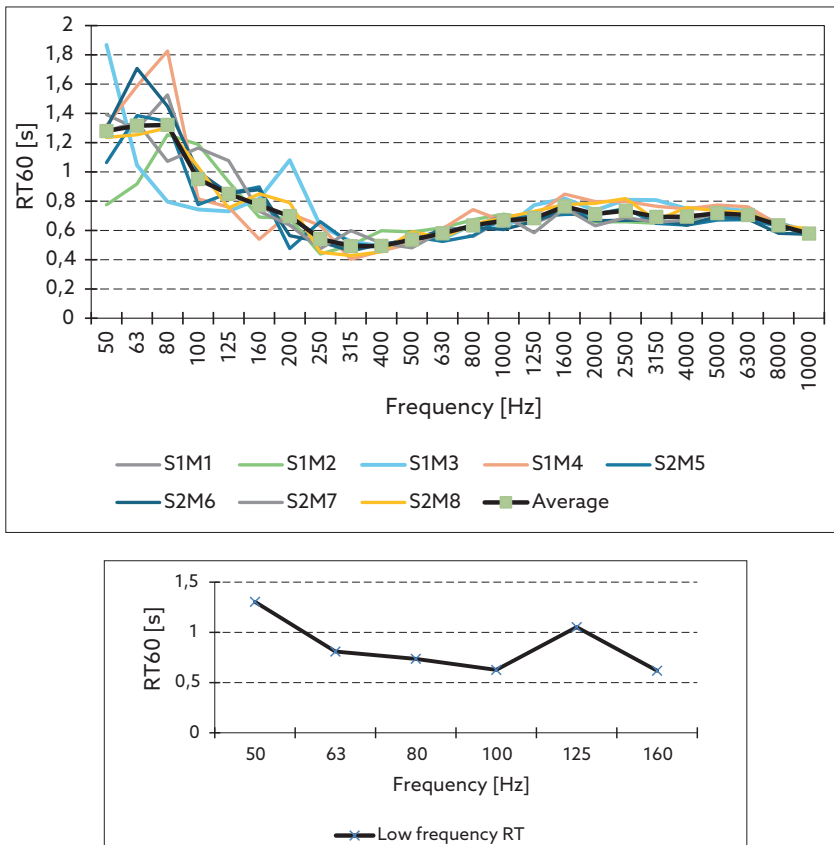 2
1,8
1,6
1,4
1,2
1
0,8
0,6
0,4
0,2
0
RT60 [s]
50 63 80 100 125 160 200 250 315 400 500 630 800 1000 1250 1600 2000 2500 3150 4000 5000 6300 8000 10000
Frequency [Hz]
S1M1 S1M2 S1M3 S1M4 S2M5
S2M6 S2M7 S2M8 Average
1,5
1
0,5
0
RT60 [s]
50 63 80 100 125 160
Frequency [Hz]
Low frequency RT